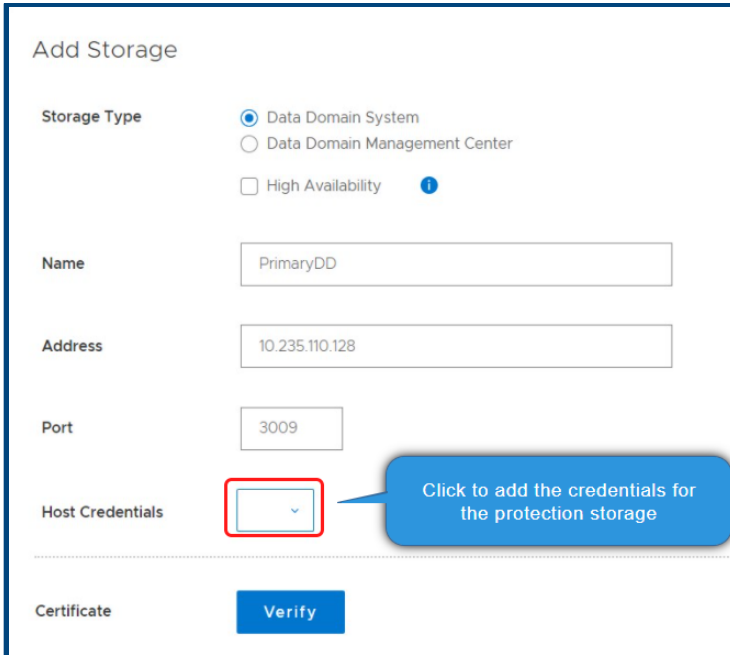 Add Storage
Storage Type
Data Domain System
Data Domain Management Center
High Availability
i
Name
PrimaryDD
Address
10.235.110.128
Port
3009
Host Credentials
Click to add the credentials for
the protection storage
Certificate
Verify